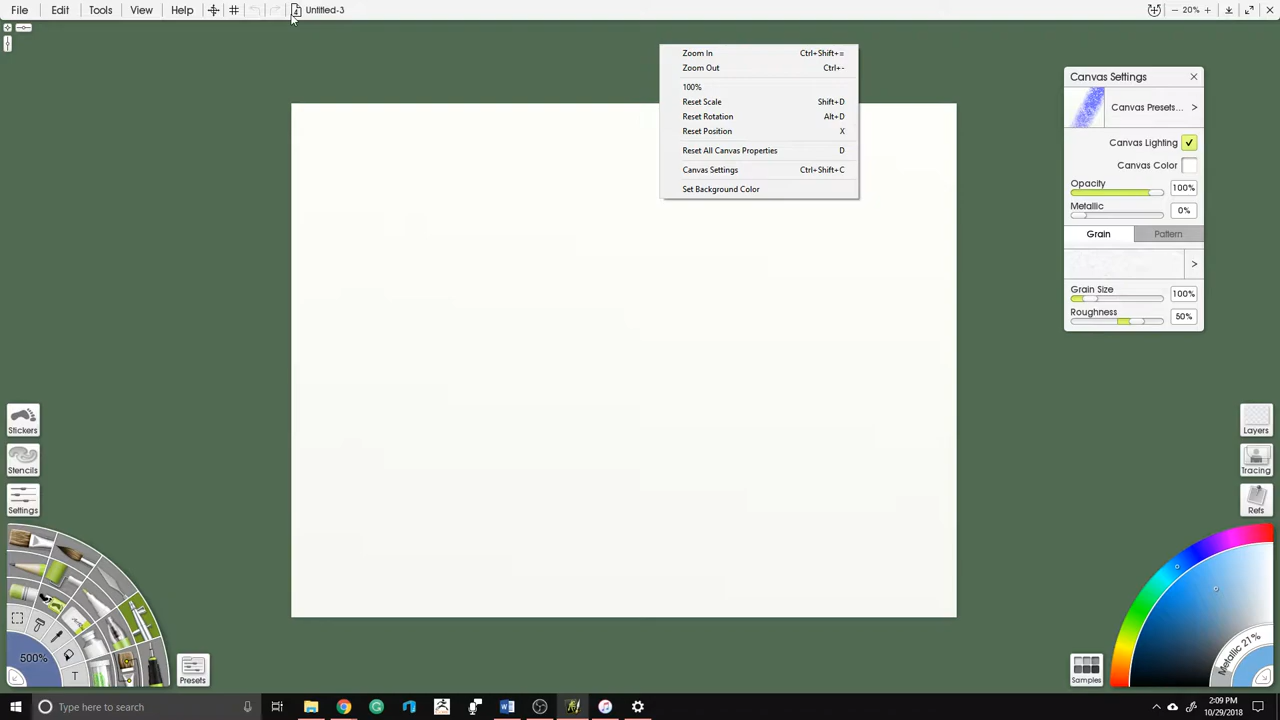 File Edit Tools View Help Untitled-3 20%
Zoom In Ctrl+Shift+=
Zoom Out Ctrl+-
100%
Reset Scale Shift+D
Reset Rotation Alt+D
Reset Position X
Reset All Canvas Properties D
Canvas Settings Ctrl+Shift+C
Set Background Color
Canvas Settings
Canvas Presets...
Canvas Lighting
Canvas Color
Opacity 100%
Metallic 0%
Grain Pattern
Grain Size 100%
Roughness 50%
Stickers
Stencils
Settings
500%
T
Presets
Layers
Tracing
Refs
Metallic 21%
Samples
Type here to search
2:09 PM
10/29/2018